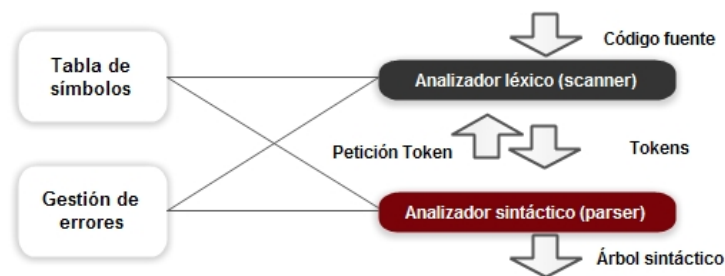 Código fuente
Tabla de
símbolos
Analizador léxico (scanner)
Petición Token
Tokens
Gestión de
errores
Analizador sintáctico (parser)
Árbol sintáctico